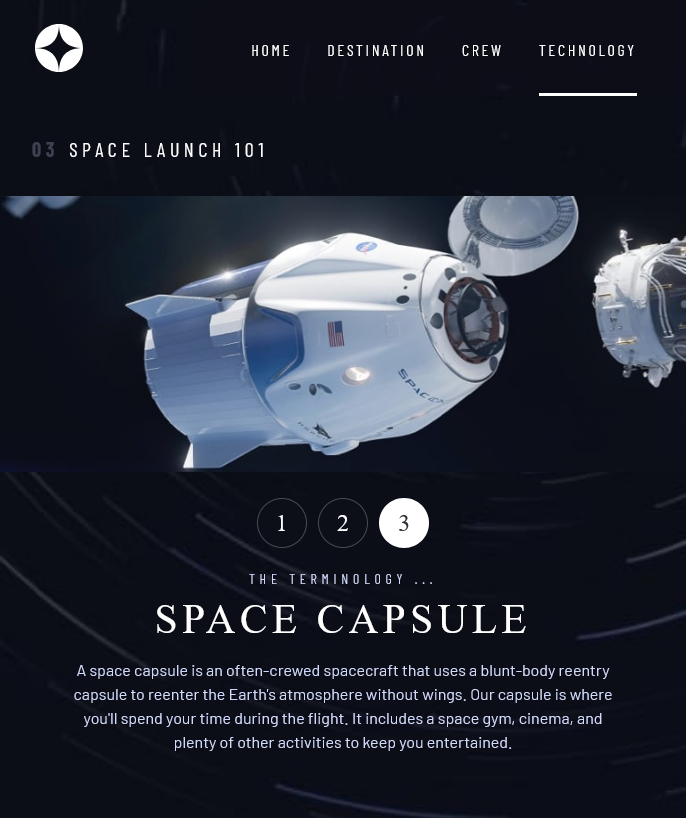 HOME DESTINATION CREW TECHNOLOGY
03 SPACE LAUNCH 101
NASA
SPACEX
1 2 3
THE TERMINOLOGY ...
SPACE CAPSULE
A space capsule is an often-crewed spacecraft that uses a blunt-body reentry
capsule to reenter the Earth's atmosphere without wings. Our capsule is where
you'll spend your time during the flight. It includes a space gym, cinema, and
plenty of other activities to keep you entertained.